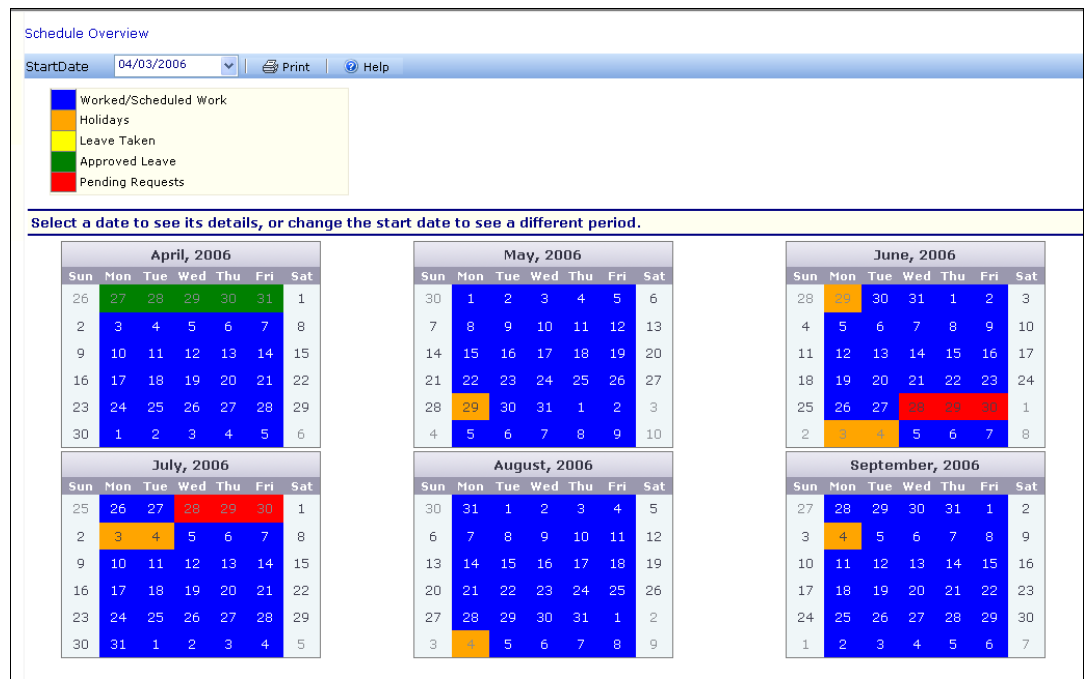 Schedule Overview
StartDate 04/03/2006 Print Help
Worked/Scheduled Work
Holidays
Leave Taken
Approved Leave
Pending Requests
Select a date to see its details, or change the start date to see a different period.
April, 2006
Sun Mon Tue Wed Thu Fri Sat
26 27 28 29 30 31 1
2 3 4 5 6 7 8
9 10 11 12 13 14 15
16 17 18 19 20 21 22
23 24 25 26 27 28 29
30 1 2 3 4 5 6
May, 2006
Sun Mon Tue Wed Thu Fri Sat
30 1 2 3 4 5 6
7 8 9 10 11 12 13
14 15 16 17 18 19 20
21 22 23 24 25 26 27
28 29 30 31 1 2 3
4 5 6 7 8 9 10
June, 2006
Sun Mon Tue Wed Thu Fri Sat
28 29 30 31 1 2 3
4 5 6 7 8 9 10
11 12 13 14 15 16 17
18 19 20 21 22 23 24
25 26 27 28 29 30 1
2 3 4 5 6 7 8
July, 2006
Sun Mon Tue Wed Thu Fri Sat
25 26 27 28 29 30 1
2 3 4 5 6 7 8
9 10 11 12 13 14 15
16 17 18 19 20 21 22
23 24 25 26 27 28 29
30 31 1 2 3 4 5
August, 2006
Sun Mon Tue Wed Thu Fri Sat
30 31 1 2 3 4 5
6 7 8 9 10 11 12
13 14 15 16 17 18 19
20 21 22 23 24 25 26
27 28 29 30 31 1 2
3 4 5 6 7 8 9
September, 2006
Sun Mon Tue Wed Thu Fri Sat
27 28 29 30 31 1 2
3 4 5 6 7 8 9
10 11 12 13 14 15 16
17 18 19 20 21 22 23
24 25 26 27 28 29 30
1 2 3 4 5 6 7